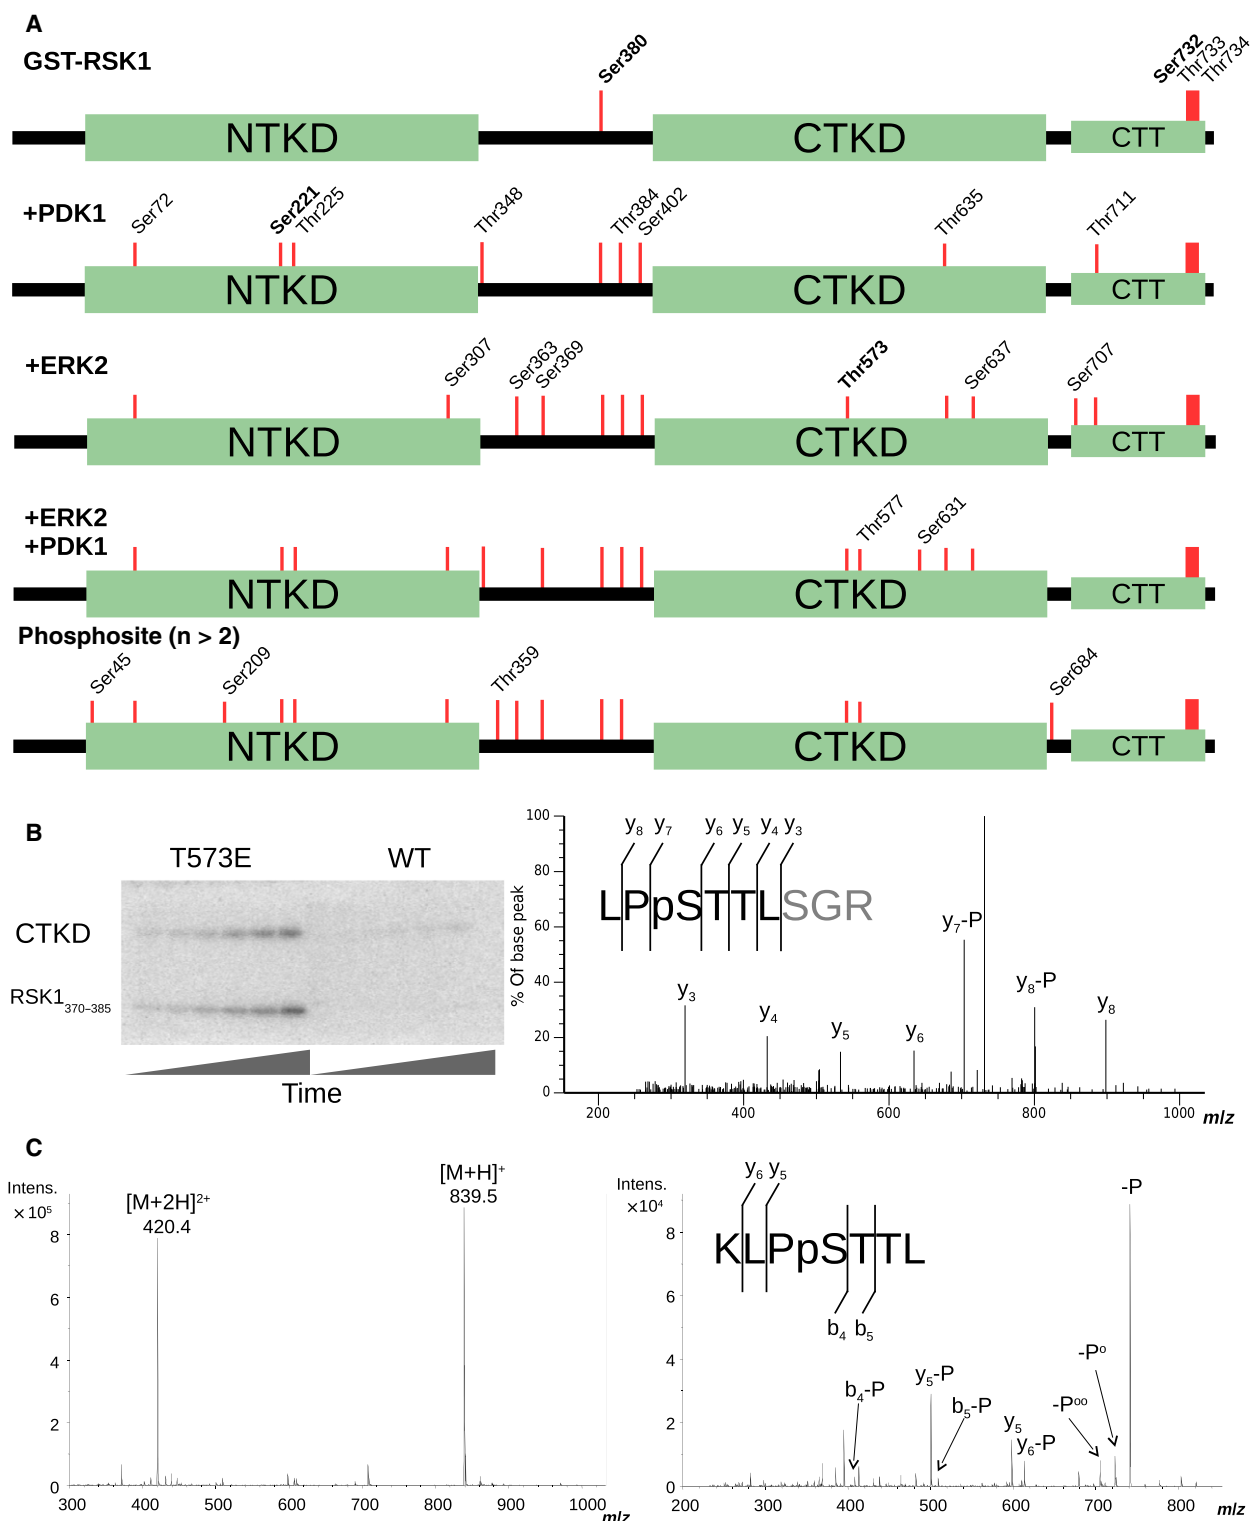 A
GST-RSK1
Ser380
Ser732
Thr733
Thr734
NTKD
CTKD
CTT
+PDK1
Ser72
Ser221
Thr225
Thr348
Thr384
Ser402
Thr635
Thr711
NTKD
CTKD
CTT
+ERK2
Ser307
Ser363
Ser369
Thr573
Ser637
Ser707
NTKD
CTKD
CTT
+ERK2
+PDK1
Thr577
Ser631
NTKD
CTKD
CTT
Phosphosite (n > 2)
Ser45
Ser209
Thr359
Ser684
NTKD
CTKD
CTT
B
T573E WT
CTKD
RSK1370–385
Time
% Of base peak
100
80
60
40
20
0
y8 y7 y6 y5 y4 y3
LPpSTTLSGR
y3
y4
y5
y6
y7-P
y8-P
y8
200 400 600 800 1000 m/z
C
Intens.
×10⁵
8
6
4
2
0
[M+2H]2+
420.4
[M+H]+
839.5
300 400 500 600 700 800 900 1000
m/z
Intens.
×10⁴
8
6
4
2
0
y6 y5
KLPpSTTL
b4 b5
b4-P
y5-P
b5-P
y5
y6-P
-Poo
-Po
-P
200 300 400 500 600 700 800 m/z